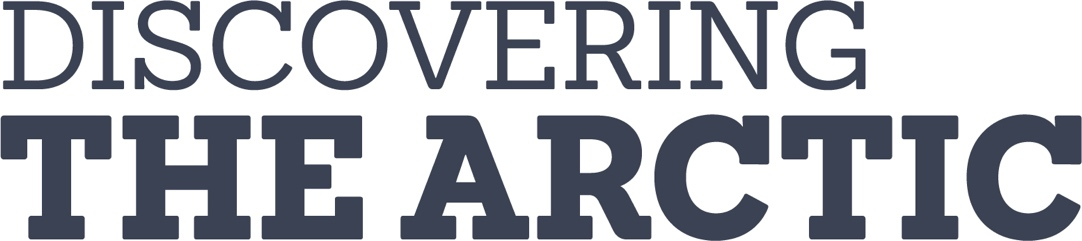 DISCOVERING
THE ARCTIC